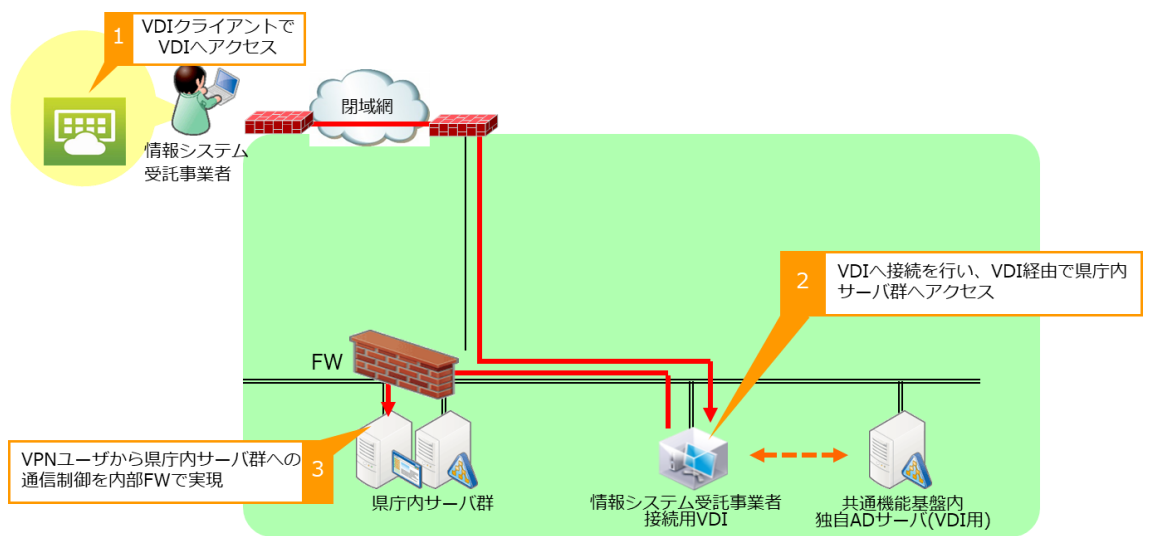 1
VDIクライアントで
VDIへアクセス
閉域網
情報システム
受託事業者
2
VDIへ接続を行い、VDI経由で県庁内
サーバ群へアクセス
FW
3
VPNユーザから県庁内サーバ群への
通信制御を内部FWで実現
県庁内サーバ群
情報システム受託事業者
接続用VDI
共通機能基盤内
独自ADサーバ(VDI用)